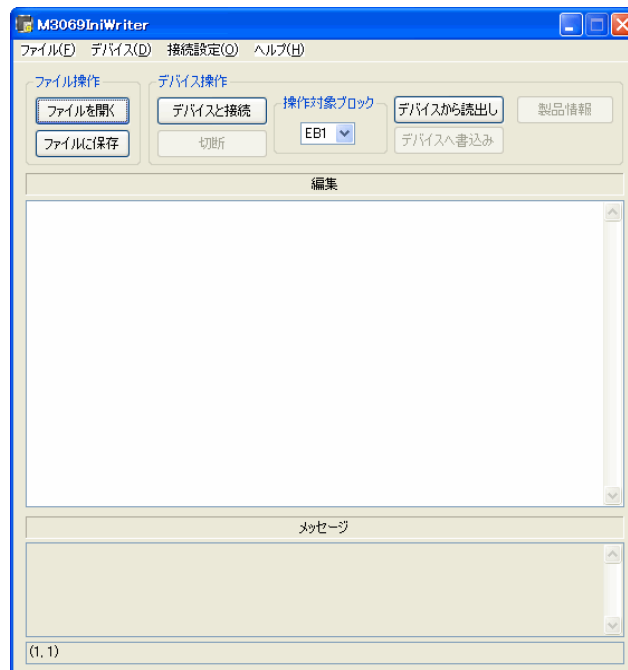 M3069IniWriter
ファイル(F) デバイス(D) 接続設定(O) ヘルプ(H)
ファイル操作
ファイルを開く
ファイルに保存
デバイス操作
デバイスと接続
切断
操作対象ブロック
EB1
デバイスから読出し
デバイスへ書込み
製品情報
編集
メッセージ
(1, 1)